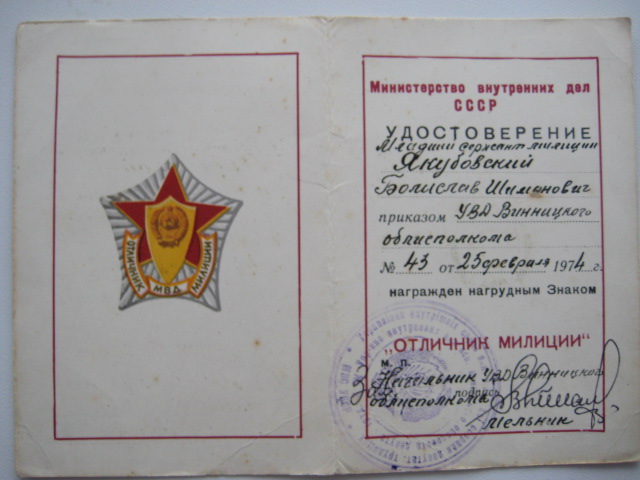 ОТЛИЧНИК
МВД
МИЛИЦИИ
Министерство внутренних дел
СССР
УДОСТОВЕРЕНИЕ
Младший сержант милиции
Якубовский
Болислав Шимонович
приказом УВД Винницкого
облисполкома
№ 43 от 25 февраля 1974 г.
награжден нагрудным Знаком
„ОТЛИЧНИК МИЛИЦИИ“
м. п.
Начальник УВД Винницкого
облисполкома подпись
Мельник